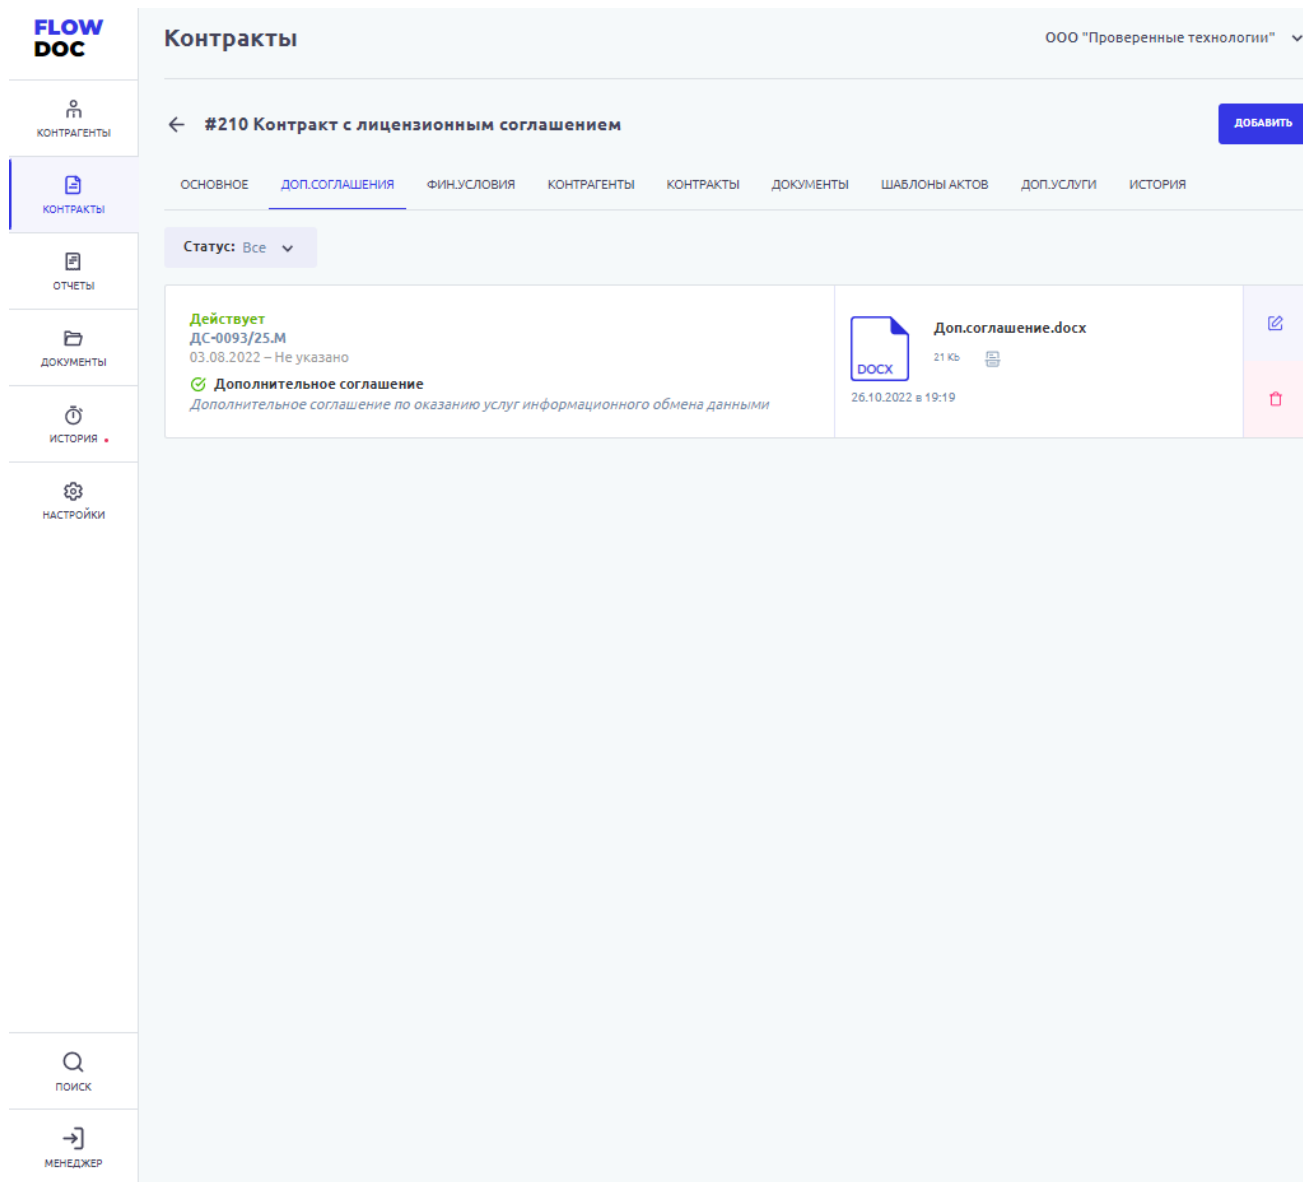 FLOW
DOC
Контракты
ООО "Проверенные технологии"
КОНТРАГЕНТЫ
КОНТРАКТЫ
ОТЧЕТЫ
ДОКУМЕНТЫ
ИСТОРИЯ
НАСТРОЙКИ
ПОИСК
МЕНЕДЖЕР
#210 Контракт с лицензионным соглашением
ДОБАВИТЬ
ОСНОВНОЕ ДОП.СОГЛАШЕНИЯ ФИН.УСЛОВИЯ КОНТРАГЕНТЫ КОНТРАКТЫ ДОКУМЕНТЫ ШАБЛОНЫ АКТОВ ДОП.УСЛУГИ ИСТОРИЯ
Статус: Все
Действует
ДС-0093/25.М
03.08.2022 – Не указано
Дополнительное соглашение
Дополнительное соглашение по оказанию услуг информационного обмена данными
DOCX
Доп.соглашение.docx
21 Kb
26.10.2022 в 19:19